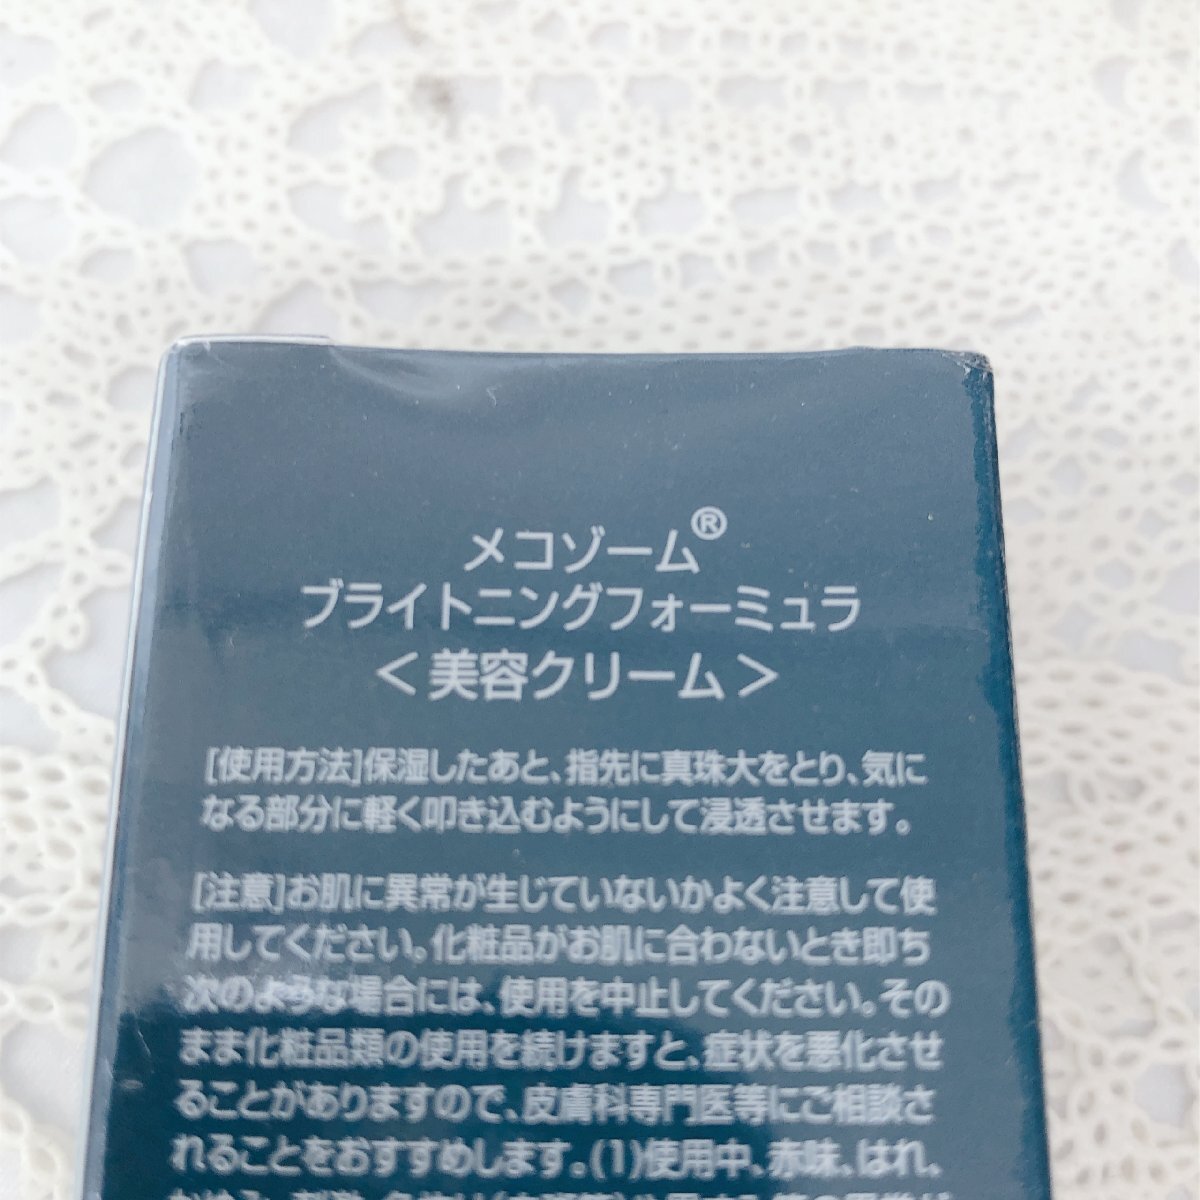 メコゾーム®
ブライトニングフォーミュラ
<美容クリーム>
[使用方法]保湿したあと、指先に真珠大をとり、気に
なる部分に軽く叩き込むようにして浸透させます。
[注意]お肌に異常が生じていないかよく注意して使
用してください。化粧品がお肌に合わないとき即ち
次のような場合には、使用を中止してください。その
まま化粧品類の使用を続けますと、症状を悪化させ
ることがありますので、皮膚科専門医等にご相談さ
れることをおすすめします。(1)使用中、赤味、はれ、